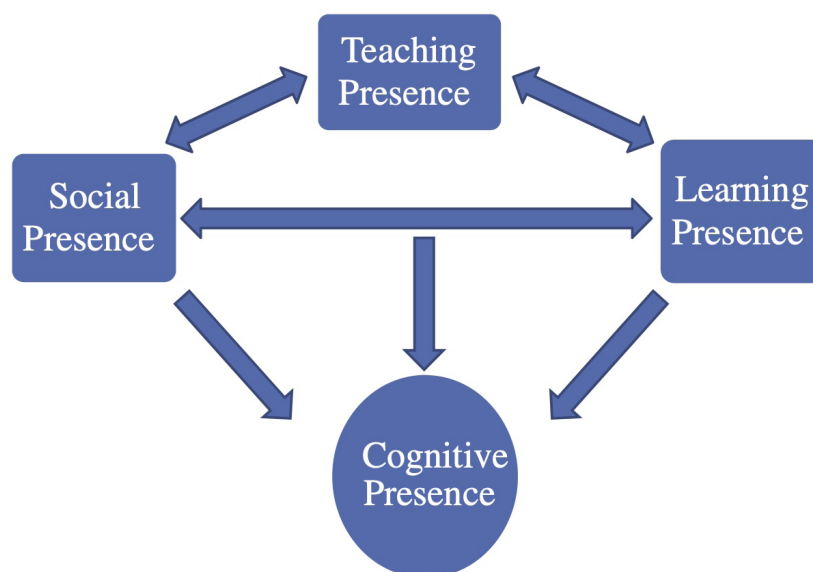 Teaching
Presence
Social
Presence
Learning
Presence
Cognitive
Presence